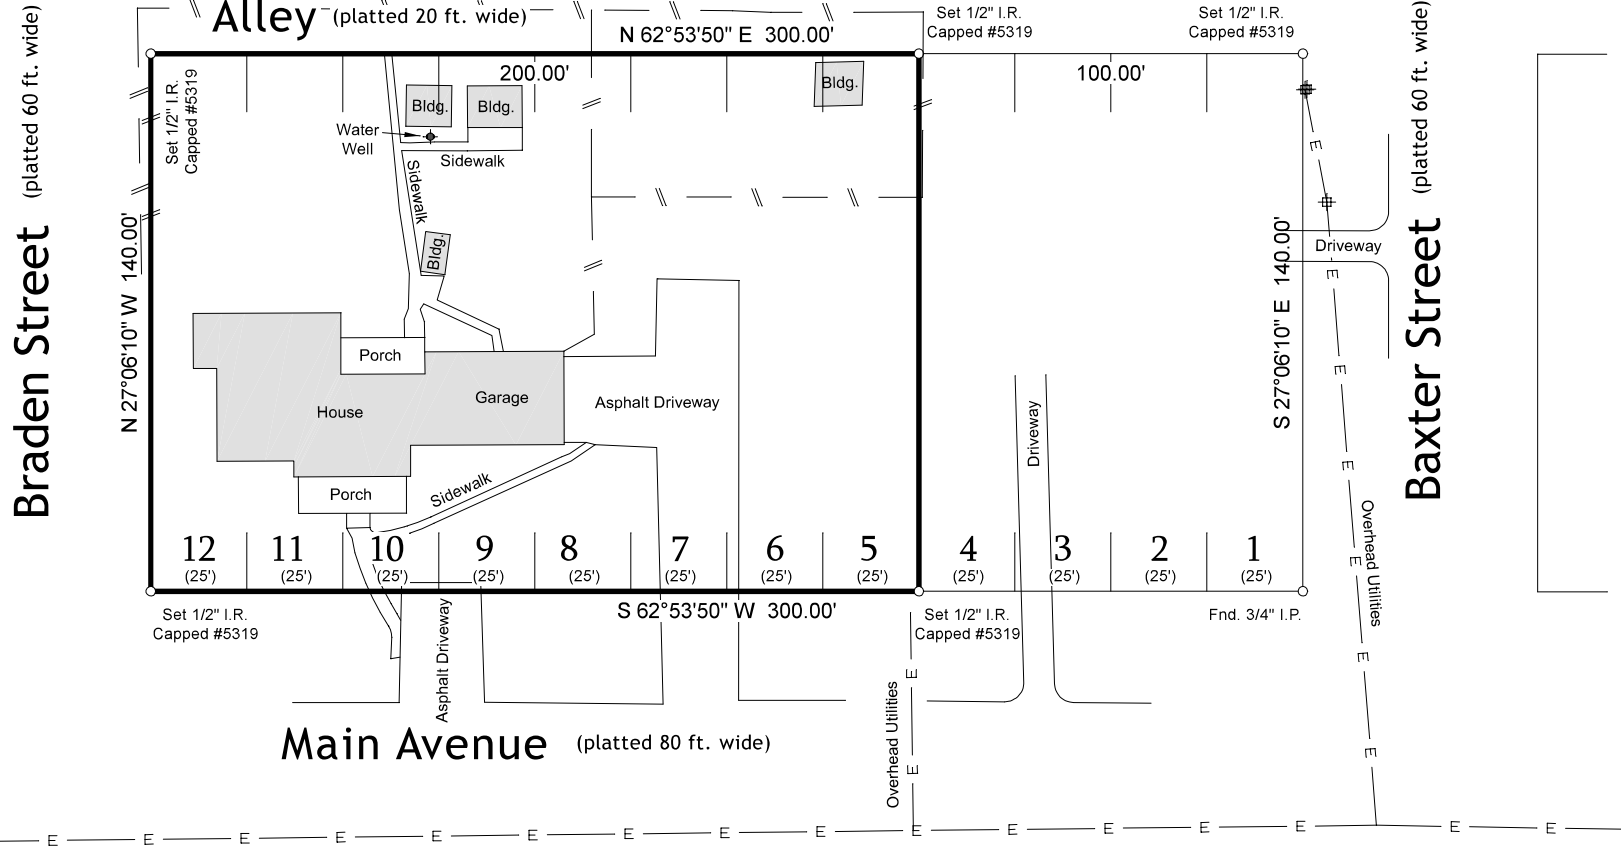 Alley (platted 20 ft. wide)
N 62°53'50" E 300.00'
Set 1/2" I.R.
Capped #5319
Set 1/2" I.R.
Capped #5319
200.00'
100.00'
Set 1/2" I.R.
Capped #5319
Bldg.
Bldg.
Bldg.
Water
Well
Sidewalk
Sidewalk
Bldg.
Braden Street (platted 60 ft. wide)
N 27°06'10" W 140.00'
S 27°06'10" E 140.00'
Driveway
Baxter Street (platted 60 ft. wide)
Porch
House
Garage
Asphalt Driveway
Driveway
Porch
Sidewalk
Overhead Utilities
12 11 10 9 8 7 6 5 4 3 2 1
(25') (25') (25') (25') (25') (25') (25') (25') (25') (25') (25') (25')
Set 1/2" I.R.
Capped #5319
S 62°53'50" W 300.00'
Set 1/2" I.R.
Capped #5319
Fnd. 3/4" I.P.
Asphalt Driveway
Overhead Utilities
Main Avenue (platted 80 ft. wide)
E
E
E
E
E
E
E
E
E
E
E E E E E E E E E E E E E E E E